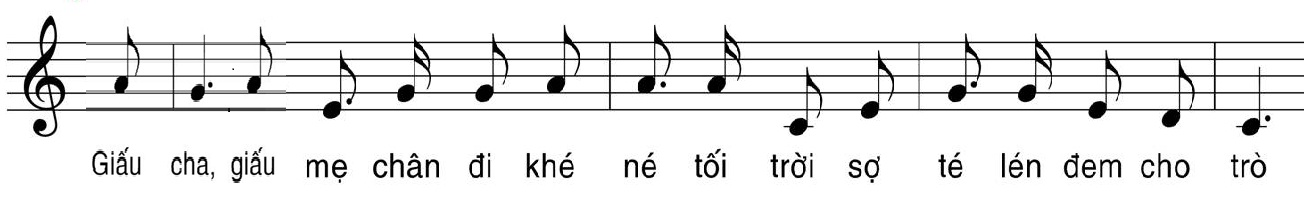 Giấu cha, giấu mẹ chân đi khé né tối trời sợ té lén đem cho trò